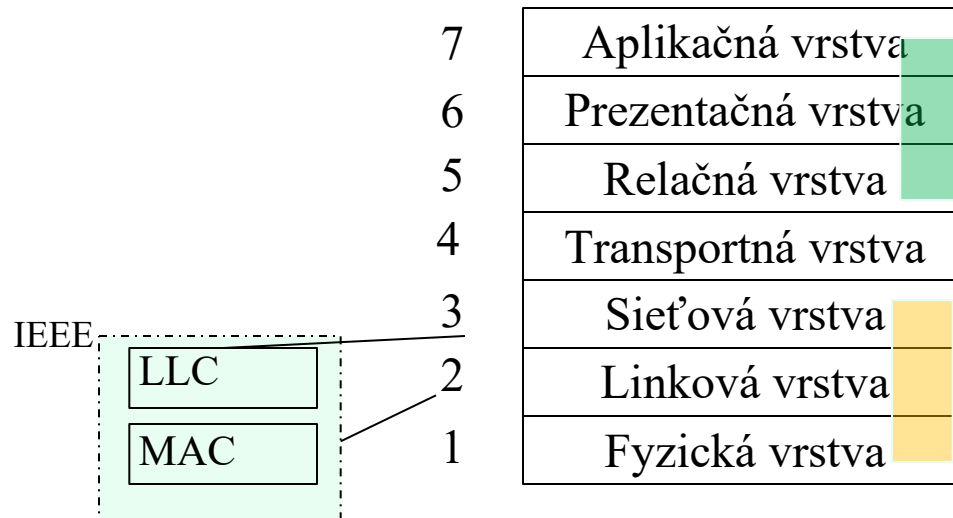 7 Aplikačná vrstva
6 Prezentačná vrstva
5 Relačná vrstva
4 Transportná vrstva
3 Sieťová vrstva
IEEE
LLC
2 Linková vrstva
MAC
1 Fyzická vrstva